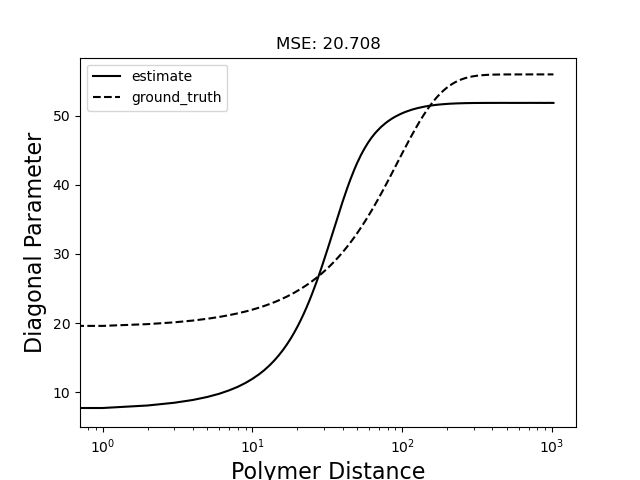 MSE: 20.708
estimate
ground_truth
Diagonal Parameter
50
40
30
20
10
10⁰
10¹
10²
10³
Polymer Distance